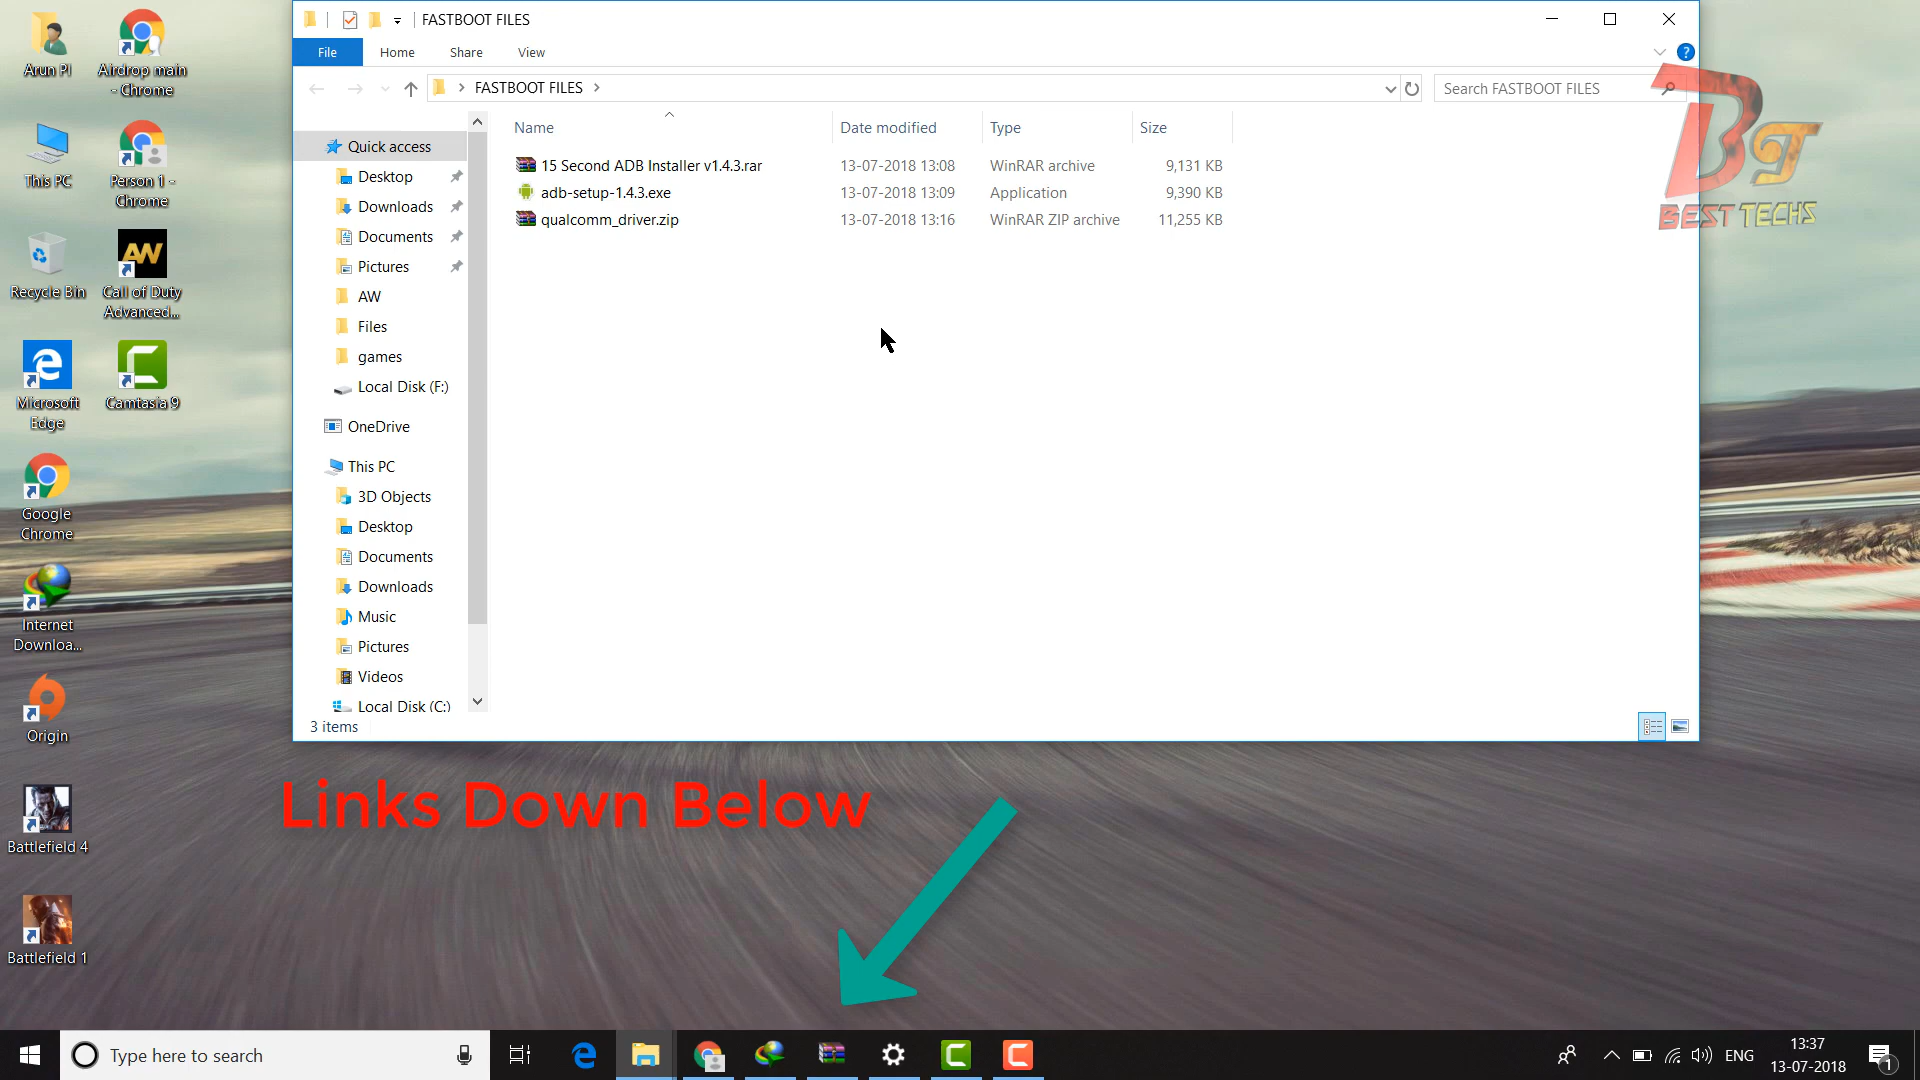 FASTBOOT FILES
File Home Share View
FASTBOOT FILES
Search FASTBOOT FILES
Name Date modified Type Size
15 Second ADB Installer v1.4.3.rar 13-07-2018 13:08 WinRAR archive 9,131 KB
adb-setup-1.4.3.exe 13-07-2018 13:09 Application 9,390 KB
qualcomm_driver.zip 13-07-2018 13:16 WinRAR ZIP archive 11,255 KB
Quick access
Desktop
Downloads
Documents
Pictures
AW
Files
games
Local Disk (F:)
OneDrive
This PC
3D Objects
Desktop
Documents
Downloads
Music
Pictures
Videos
Local Disk (C:)
3 items
BT
BEST TECHS
Arun PI
Airdrop main
- Chrome
This PC
Person 1 -
Chrome
Recycle Bin
AW
Call of Duty
Advanced...
Microsoft
Edge
Camtasia 9
Google
Chrome
Internet
Downloa...
Origin
Battlefield 4
Battlefield 1
Links Down Below
Type here to search
ENG
13:37
13-07-2018
1